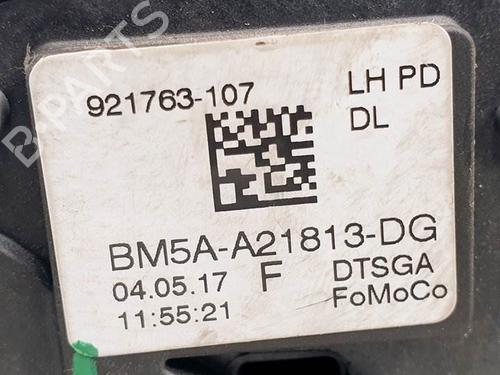 B-PARTS
921763-107
LH PD
DL
BM5A-A21813-DG
04.05.17 F DTSGA
11:55:21 FoMoCo